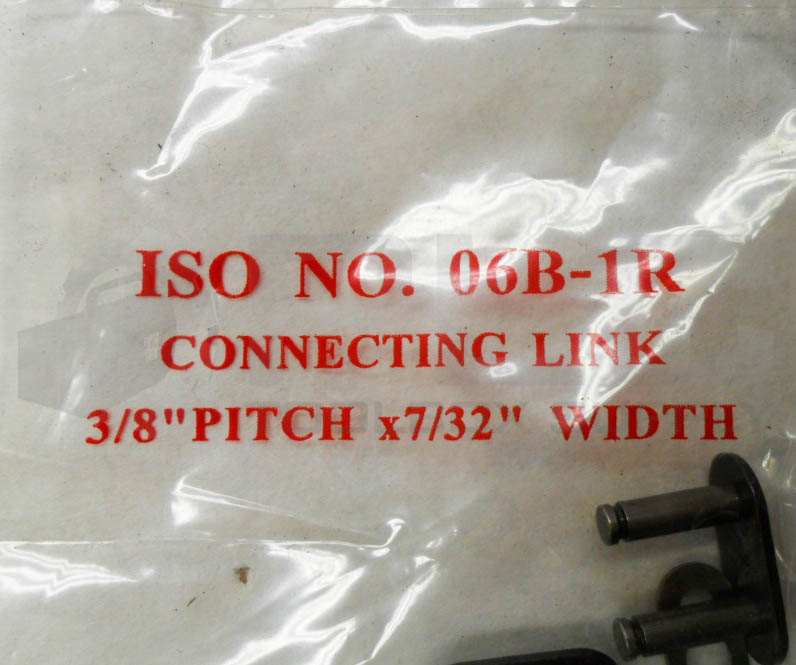 ISO NO. 06B-1R
CONNECTING LINK
3/8"PITCH x7/32" WIDTH